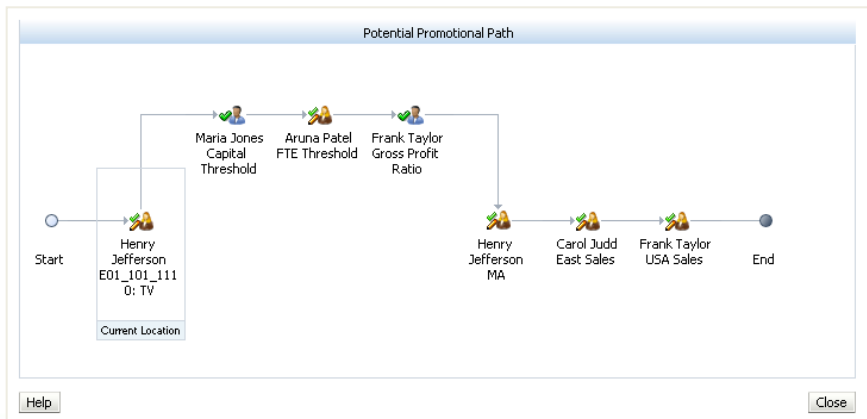 Potential Promotional Path
Maria Jones
Capital
Threshold
Aruna Patel
FTE Threshold
Frank Taylor
Gross Profit
Ratio
Start
Henry
Jefferson
E01_101_111
0: TV
Current Location
Henry
Jefferson
MA
Carol Judd
East Sales
Frank Taylor
USA Sales
End
Help
Close